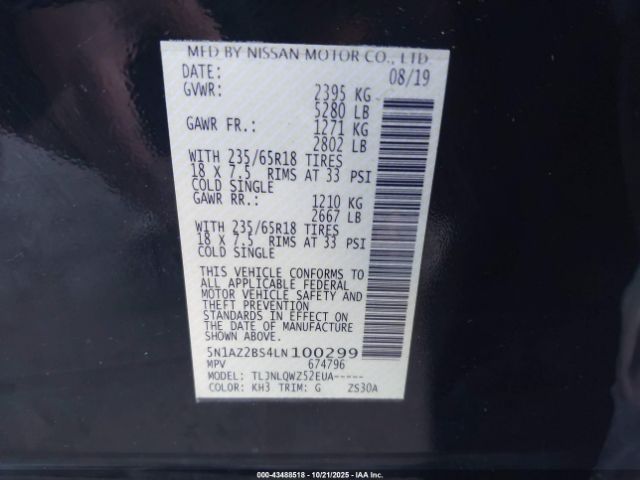 MFD BY NISSAN MOTOR CO., LTD
DATE: 08/19
GVWR: 2395 KG
5280 LB
GAWR FR.: 1271 KG
2802 LB
WITH 235/65R18 TIRES
18 X 7.5 RIMS AT 33 PSI
COLD SINGLE
GAWR RR.: 1210 KG
2667 LB
WITH 235/65R18 TIRES
18 X 7.5 RIMS AT 33 PSI
COLD SINGLE
THIS VEHICLE CONFORMS TO
ALL APPLICABLE FEDERAL
MOTOR VEHICLE SAFETY AND
THEFT PREVENTION
STANDARDS IN EFFECT ON
THE DATE OF MANUFACTURE
SHOWN ABOVE.
5N1AZ2BS4LN100299
MPV 674796
MODEL: TLJNLQWZ52EUA-----
COLOR: KH3 TRIM: G ZS30A
000-43488518 - 10/21/2025 - IAA Inc.